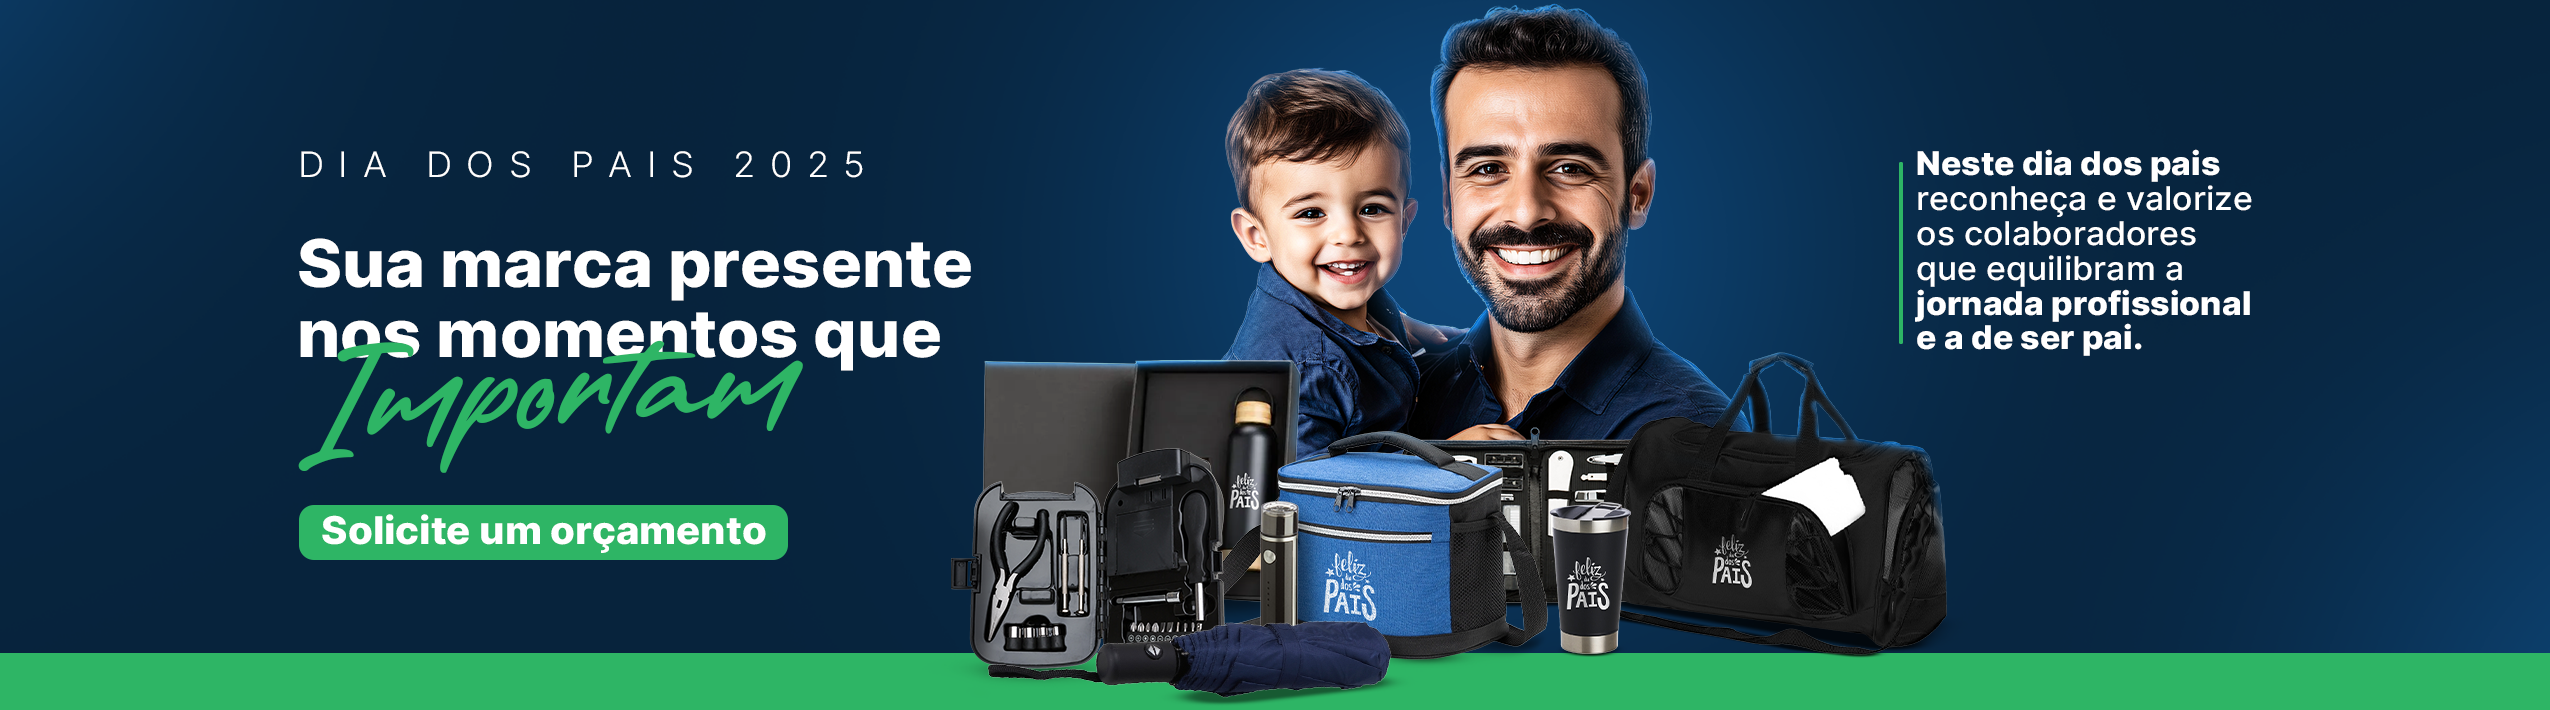 DIA DOS PAIS 2025
Sua marca presente
nos momentos que
Importam
Solicite um orçamento
Neste dia dos pais
reconheça e valorize
os colaboradores
que equilibram a
jornada profissional
e a de ser pai.
feliz
dia
dos
PAIS
feliz
dia
dos
PAIS
feliz
dia
dos
PAIS
feliz
dia
dos
PAIS